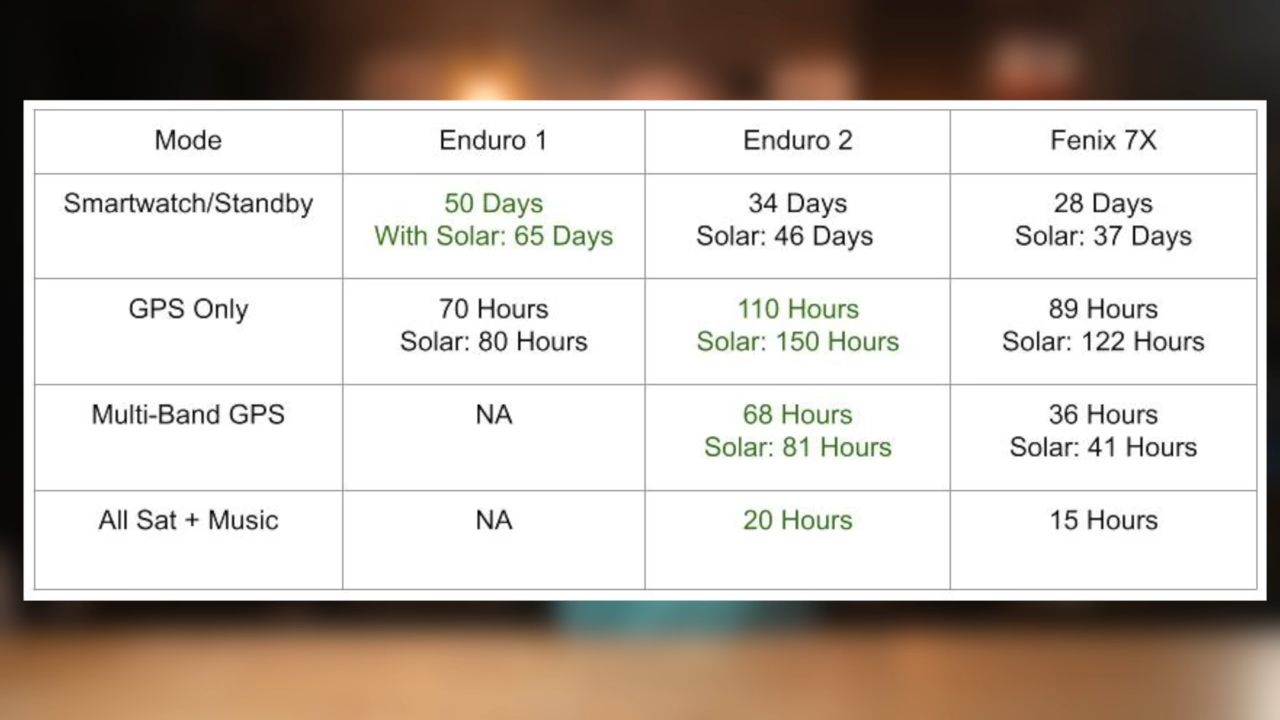 Mode Enduro 1 Enduro 2 Fenix 7X
Smartwatch/Standby 50 Days 34 Days 28 Days
With Solar: 65 Days Solar: 46 Days Solar: 37 Days
GPS Only 70 Hours 110 Hours 89 Hours
Solar: 80 Hours Solar: 150 Hours Solar: 122 Hours
Multi-Band GPS NA 68 Hours 36 Hours
Solar: 81 Hours Solar: 41 Hours
All Sat + Music NA 20 Hours 15 Hours